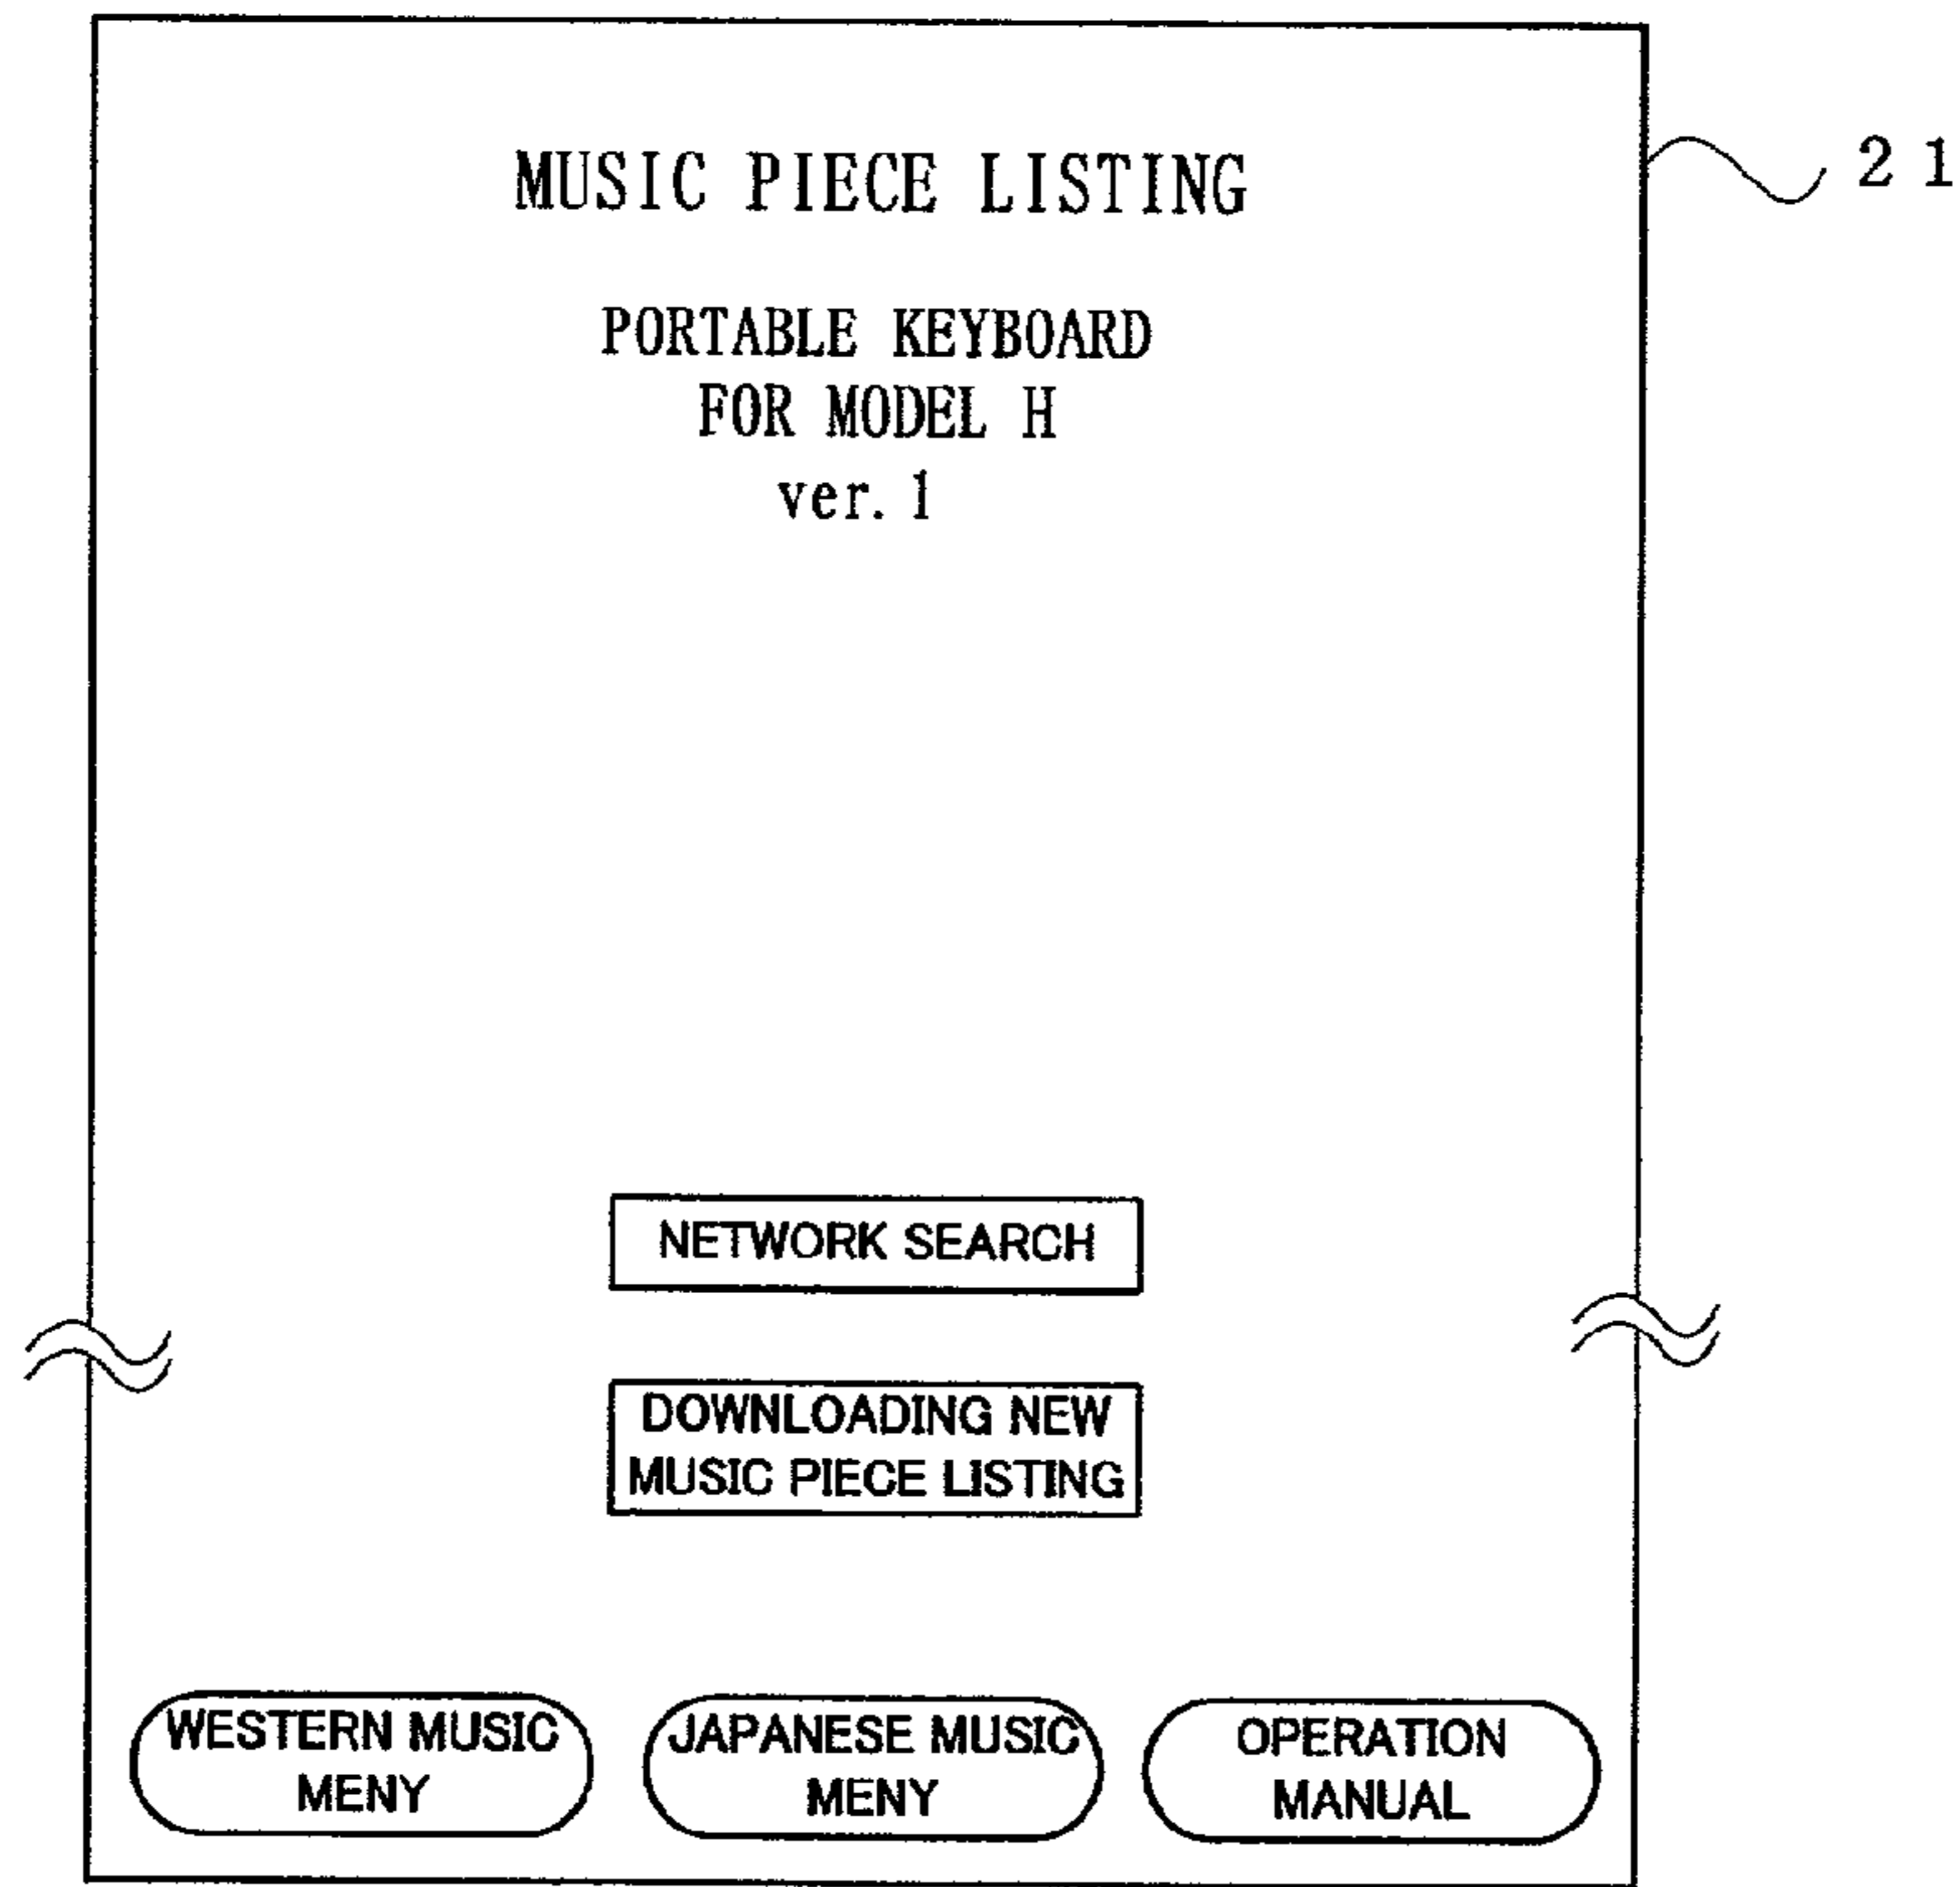 MUSIC PIECE LISTING
21
PORTABLE KEYBOARD
FOR MODEL H
ver. 1
NETWORK SEARCH
DOWNLOADING NEW
MUSIC PIECE LISTING
WESTERN MUSIC
MENY
JAPANESE MUSIC
MENY
OPERATION
MANUAL